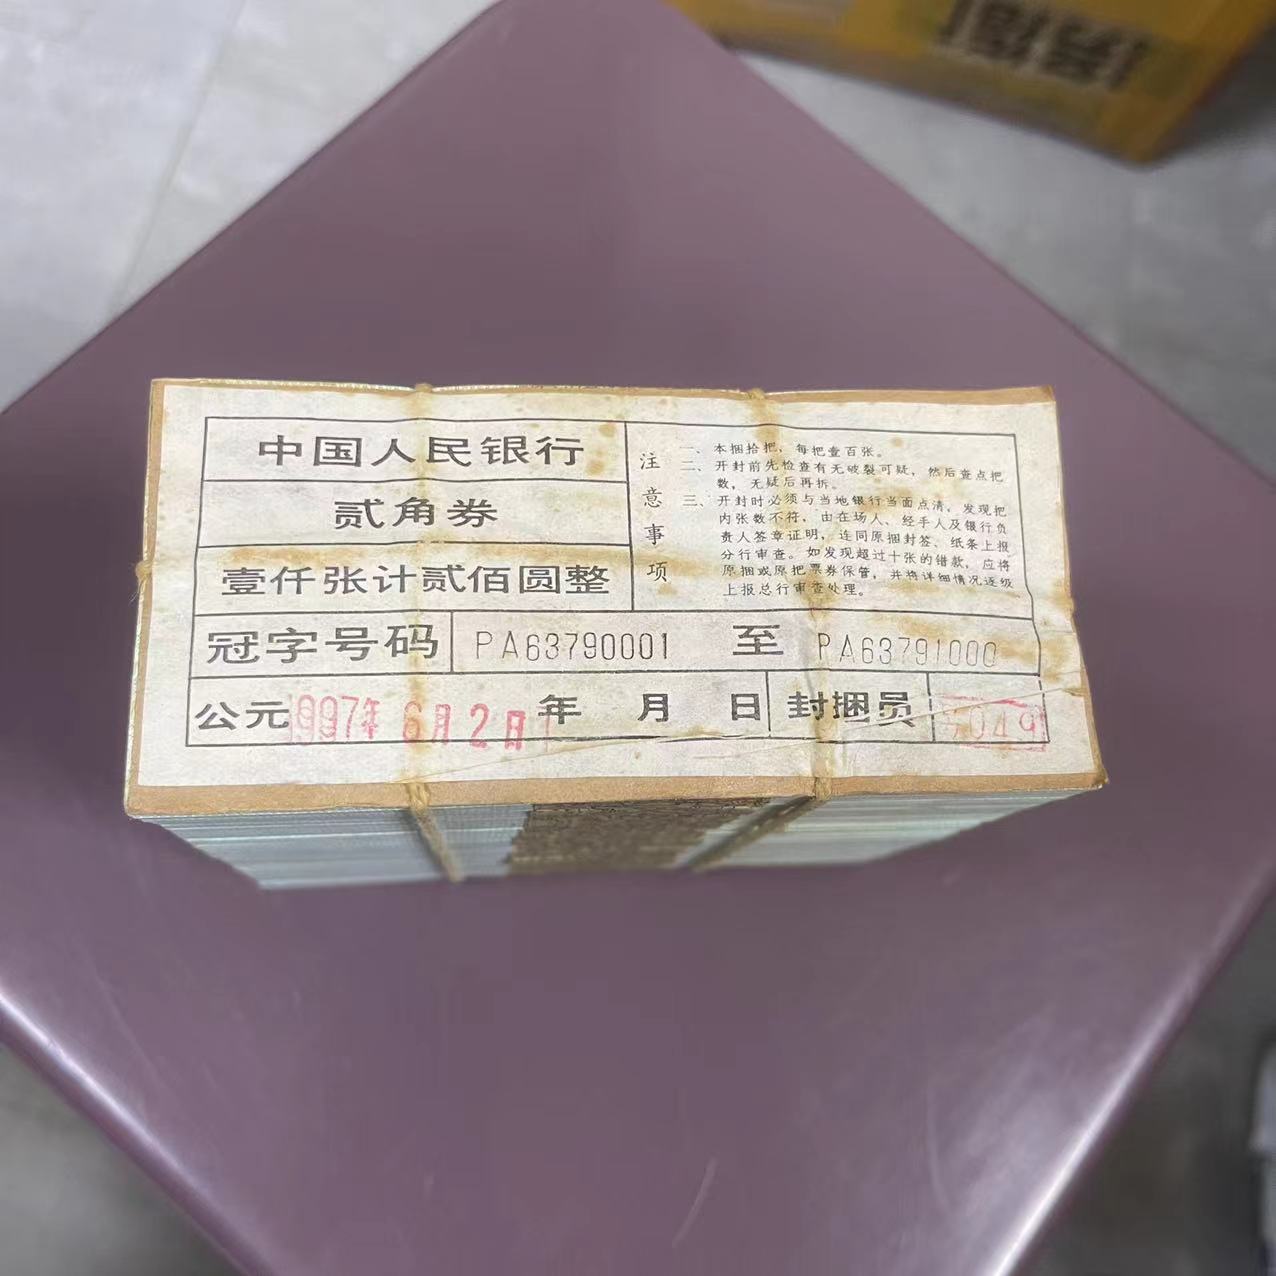 中国人民银行
贰角券
壹仟张计贰佰圆整
注意事项
一、本捆拾把，每把壹百张。
二、开封前先检查有无破裂可疑，然后查点把
数，无疑后再拆。
三、开封时必须与当地银行当面点清，发现把
内张数不符，由在场人、经手人及银行负
责人签章证明，连同原捆封签、纸条上报
分行审查。如发现超过十张的错款，应将
原捆或原把票券保管，并将详细情况逐级
上报总行审查处理。
冠字号码 PA63790001 至 PA63791000
公元 1997年 6月2日 年 月 日 封捆员